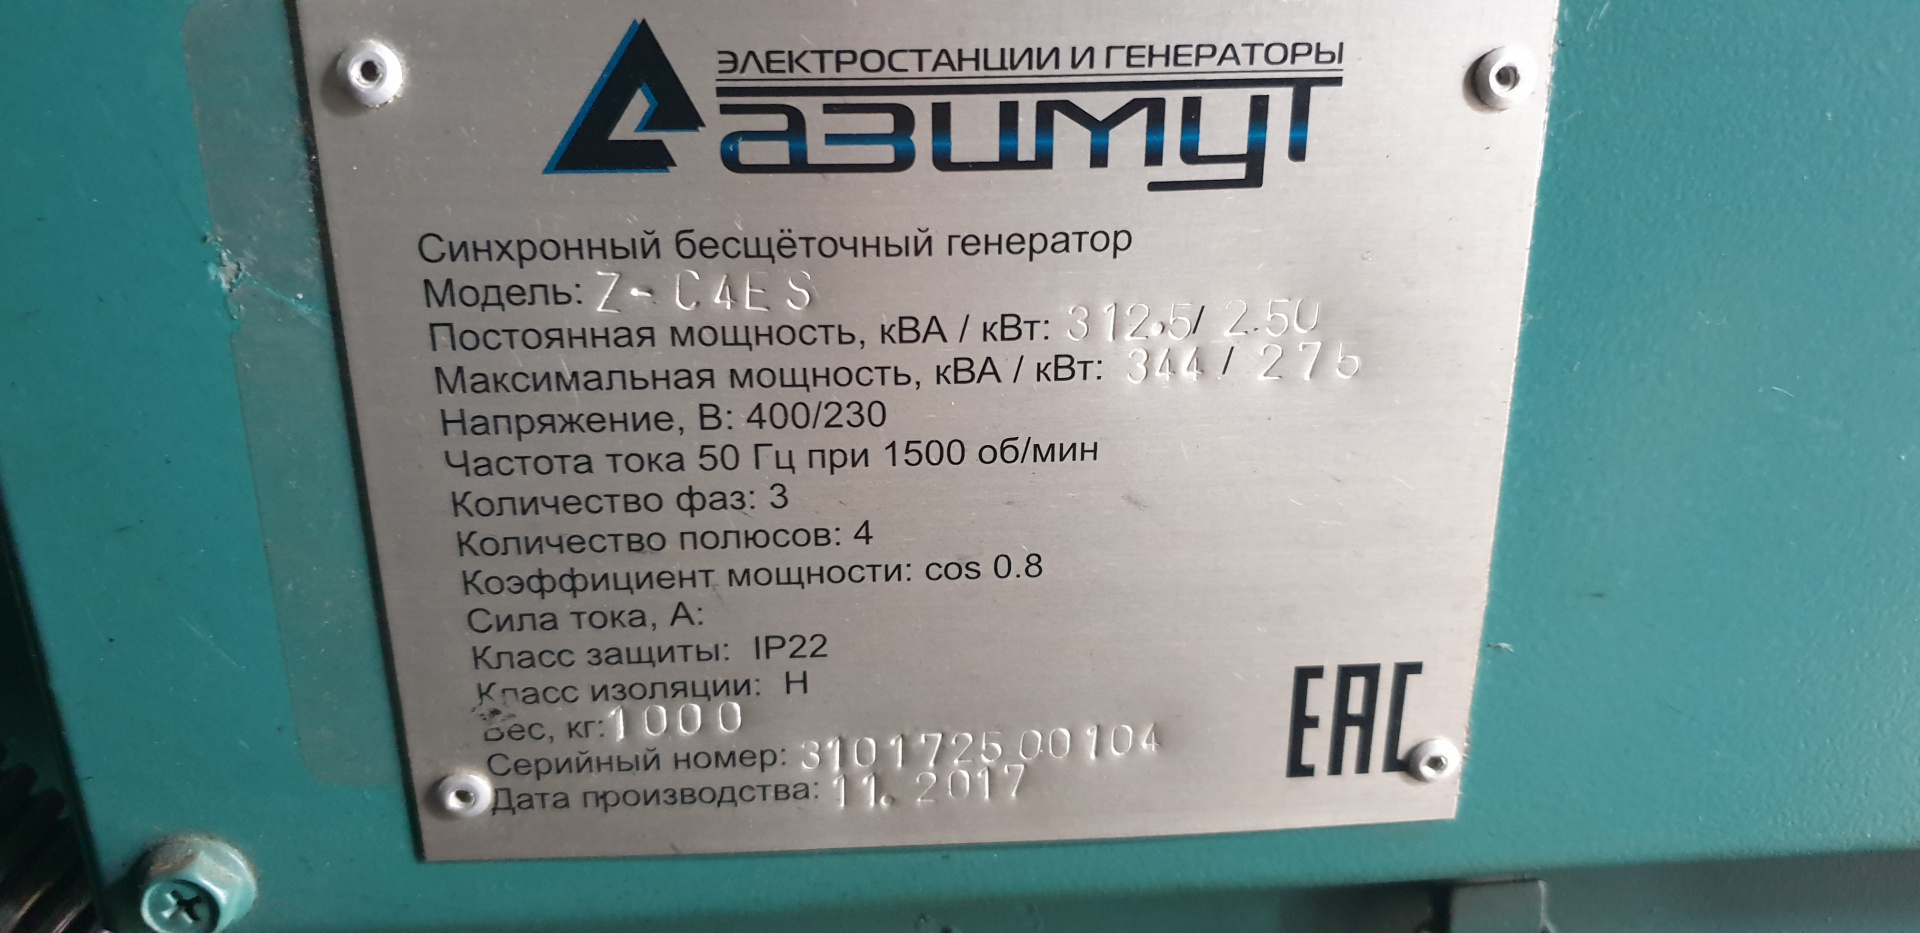 ЭЛЕКТРОСТАНЦИИ И ГЕНЕРАТОРЫ
азимут
Синхронный бесщёточный генератор
Модель: Z-C4ES
Постоянная мощность, кВА / кВт: 312.5/ 250
Максимальная мощность, кВА / кВт: 344 / 275
Напряжение, В: 400/230
Частота тока 50 Гц при 1500 об/мин
Количество фаз: 3
Количество полюсов: 4
Коэффициент мощности: cos 0.8
Сила тока, А:
Класс защиты: IP22
Класс изоляции: H
Вес, кг: 1000
Серийный номер: 310172500104
Дата производства: 11.2017
EAC